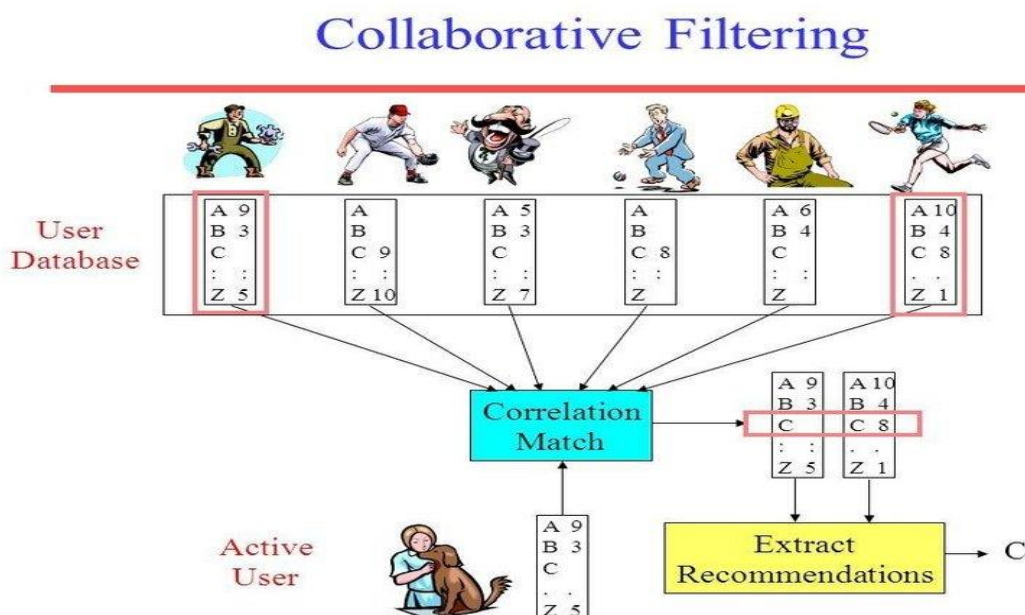 Collaborative Filtering
User
Database
A 9
B 3
C
: :
Z 5
A
B
C 9
: :
Z 10
A 5
B 3
C
: :
Z 7
A
B
C 8
: :
Z
A 6
B 4
C
: :
Z
A 10
B 4
C 8
. .
Z 1
Correlation
Match
A 9
B 3
C
: :
Z 5
A 10
B 4
C 8
. .
Z 1
Active
User
A 9
B 3
C
. .
Z 5
Extract
Recommendations
C